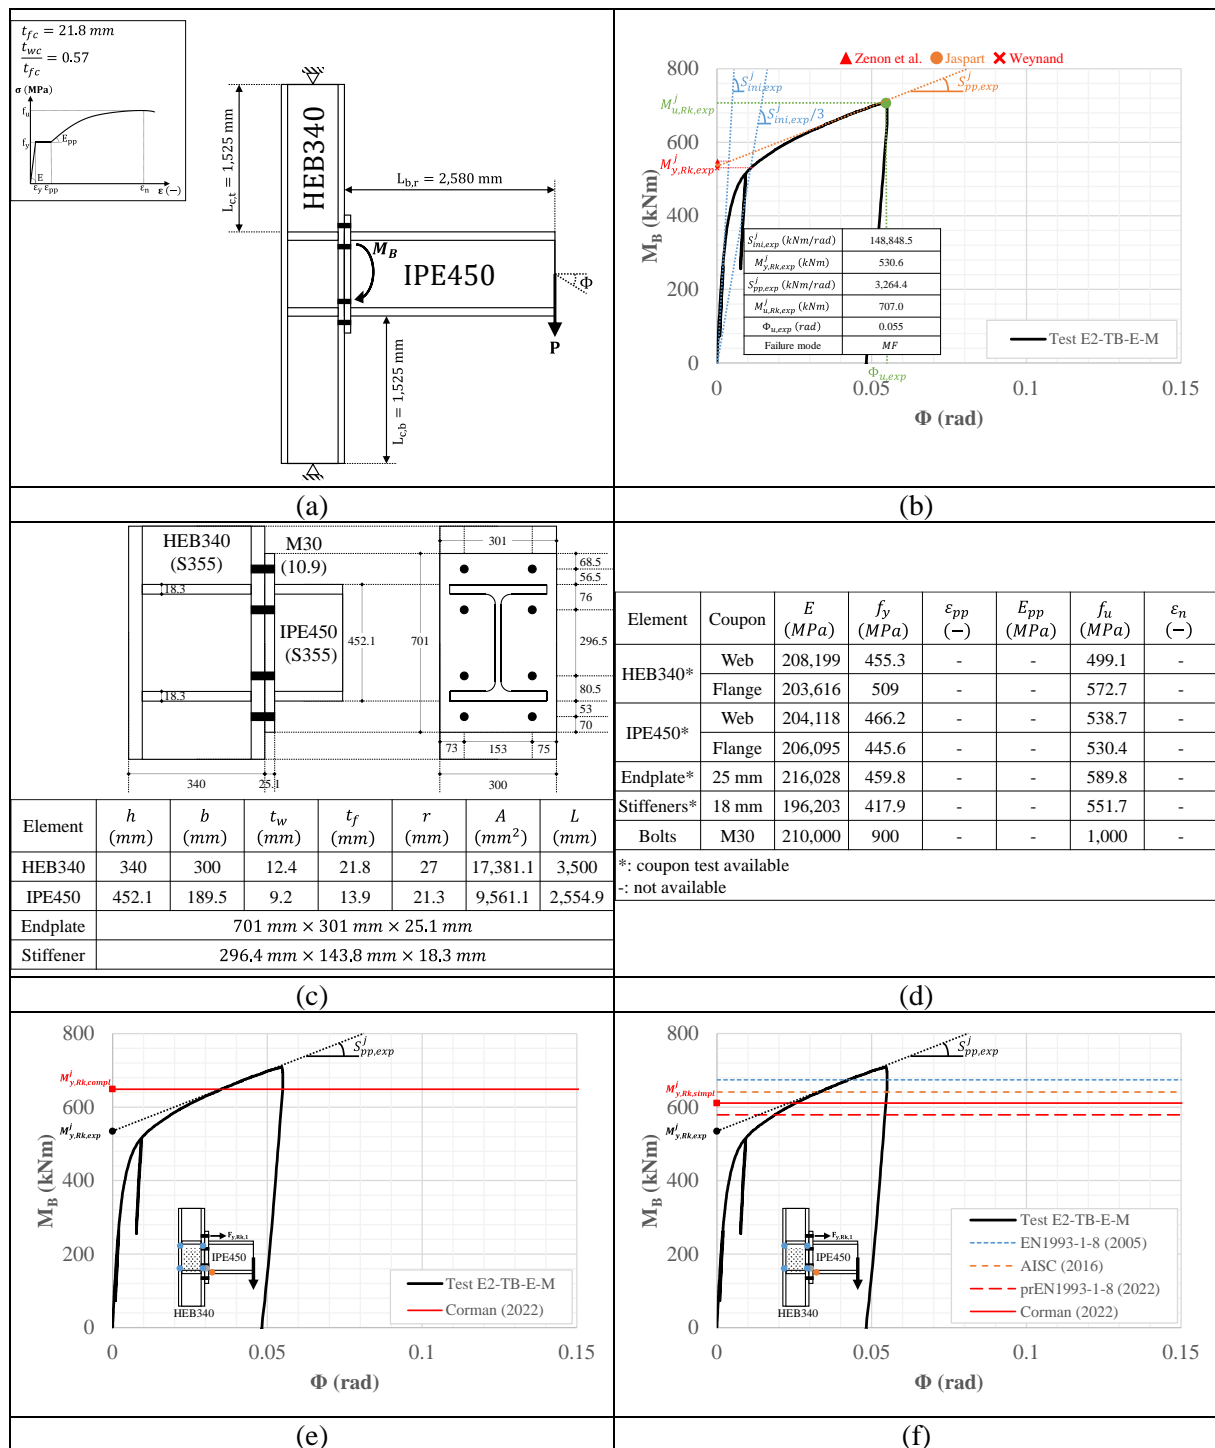 t_fc = 21.8 mm
t_wc / t_fc = 0.57
σ (MPa)
f_u
f_y
E_pp
E
ε_y ε_pp
ε_n
ε (−)
HEB340
L_c,t = 1,525 mm
L_b,r = 2,580 mm
M_B
IPE450
Φ
P
L_c,b = 1,525 mm
(a)
Zenon et al. Jaspart Weynand
800
600
400
200
0
M_B (kNm)
S^j_ini,exp
S^j_ini,exp/3
S^j_pp,exp
M^j_u,Rk,exp
M^j_y,Rk,exp
S^j_ini,exp (kNm/rad) 148,848.5
M^j_y,Rk,exp (kNm) 530.6
S^j_pp,exp (kNm/rad) 3,264.4
M^j_u,Rk,exp (kNm) 707.0
Φ_u,exp (rad) 0.055
Failure mode MF
Test E2-TB-E-M
Φ_u,exp
0 0.05 0.1 0.15
Φ (rad)
(b)
HEB340
(S355)
M30
(10.9)
18.3
IPE450
(S355)
452.1
701
18.3
340
25.1
301
68.5
56.5
76
296.5
80.5
53
70
73 153 75
300
Element h (mm) b (mm) t_w (mm) t_f (mm) r (mm) A (mm²) L (mm)
HEB340 340 300 12.4 21.8 27 17,381.1 3,500
IPE450 452.1 189.5 9.2 13.9 21.3 9,561.1 2,554.9
Endplate 701 mm × 301 mm × 25.1 mm
Stiffener 296.4 mm × 143.8 mm × 18.3 mm
(c)
Element Coupon E (MPa) f_y (MPa) ε_pp (−) E_pp (MPa) f_u (MPa) ε_n (−)
HEB340* Web 208,199 455.3 - - 499.1 -
Flange 203,616 509 - - 572.7 -
IPE450* Web 204,118 466.2 - - 538.7 -
Flange 206,095 445.6 - - 530.4 -
Endplate* 25 mm 216,028 459.8 - - 589.8 -
Stiffeners* 18 mm 196,203 417.9 - - 551.7 -
Bolts M30 210,000 900 - - 1,000 -
*: coupon test available
-: not available
(d)
800
600
400
200
0
M_B (kNm)
S^j_pp,exp
M^j_y,Rk,compl
M^j_y,Rk,exp
F_y,Rk,1
IPE450
HEB340
Test E2-TB-E-M
Corman (2022)
0 0.05 0.1 0.15
Φ (rad)
(e)
800
600
400
200
0
M_B (kNm)
S^j_pp,exp
M^j_y,Rk,simpl
M^j_y,Rk,exp
F_y,Rk,1
IPE450
HEB340
Test E2-TB-E-M
EN1993-1-8 (2005)
AISC (2016)
prEN1993-1-8 (2022)
Corman (2022)
0 0.05 0.1 0.15
Φ (rad)
(f)